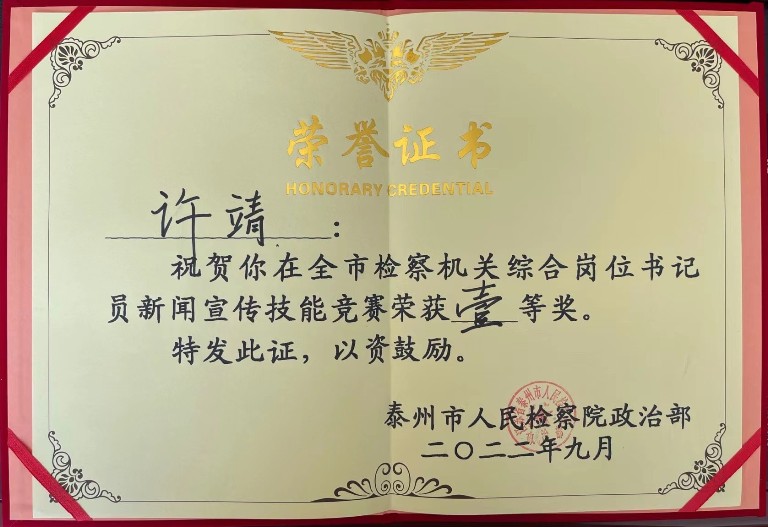 荣誉证书
HONORARY CREDENTIAL
许靖：
祝贺你在全市检察机关综合岗位书记
员新闻宣传技能竞赛荣获壹等奖。
特发此证，以资鼓励。
泰州市人民检察院政治部
二〇二二年九月